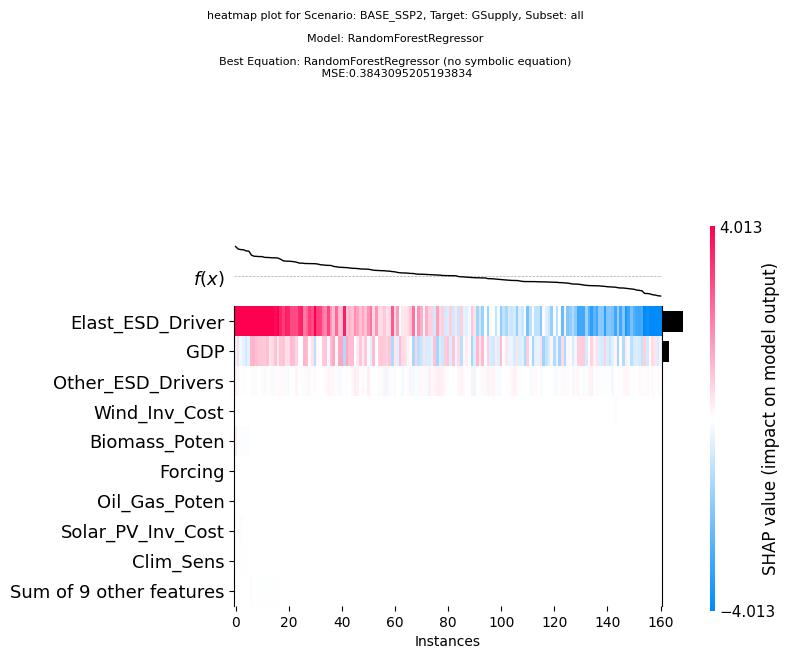 heatmap plot for Scenario: BASE_SSP2, Target: GSupply, Subset: all
Model: RandomForestRegressor
Best Equation: RandomForestRegressor (no symbolic equation)
MSE:0.3843095205193834
4.013
f(x)
Elast_ESD_Driver
GDP
Other_ESD_Drivers
Wind_Inv_Cost
Biomass_Poten
Forcing
Oil_Gas_Poten
Solar_PV_Inv_Cost
Clim_Sens
Sum of 9 other features
SHAP value (impact on model output)
−4.013
0 20 40 60 80 100 120 140 160
Instances